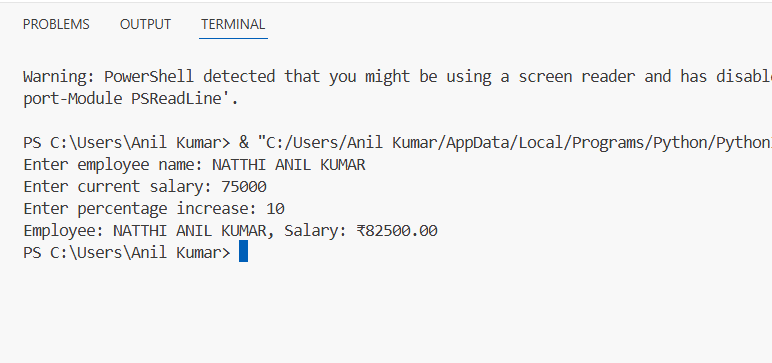 PROBLEMS OUTPUT TERMINAL
Warning: PowerShell detected that you might be using a screen reader and has disabl
port-Module PSReadLine'.
PS C:\Users\Anil Kumar> & "C:/Users/Anil Kumar/AppData/Local/Programs/Python/Python
Enter employee name: NATTHI ANIL KUMAR
Enter current salary: 75000
Enter percentage increase: 10
Employee: NATTHI ANIL KUMAR, Salary: ₹82500.00
PS C:\Users\Anil Kumar>